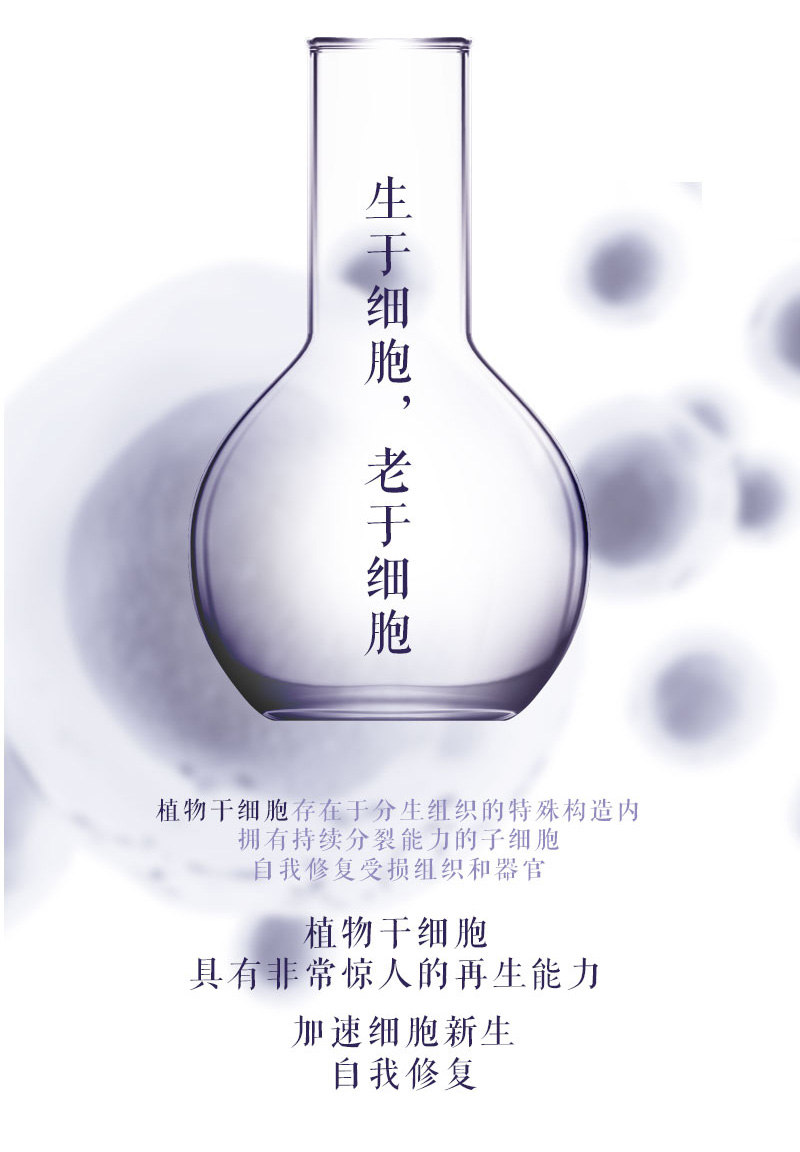 生于细胞，老于细胞
植物干细胞存在于分生组织的特殊构造内
拥有持续分裂能力的子细胞
自我修复受损组织和器官
植物干细胞
具有非常惊人的再生能力
加速细胞新生
自我修复